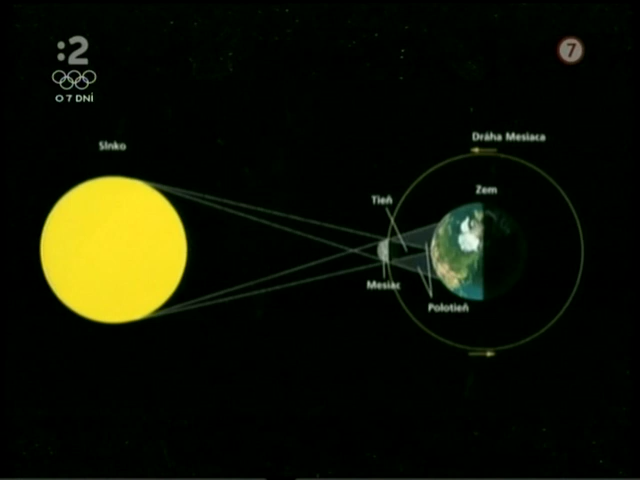 :2
O 7 DNÍ
7
Slnko
Dráha Mesiaca
Zem
Tieň
Mesiac
Polotieň